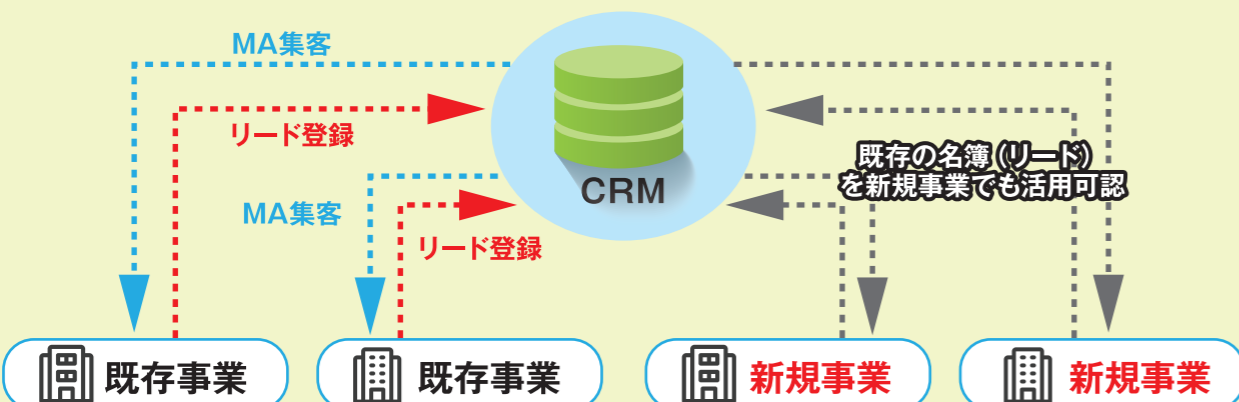 MA集客
リード登録
MA集客
リード登録
CRM
既存の名簿（リード）
を新規事業でも活用可認
既存事業
既存事業
新規事業
新規事業